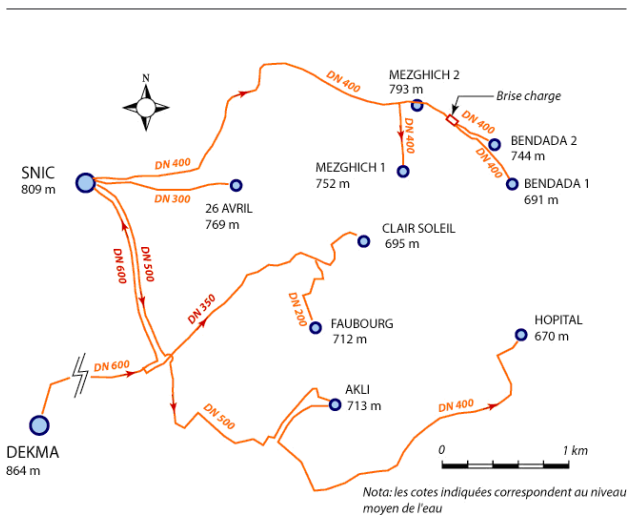 DN 400
MEZGHICH 2
793 m
Brise charge
N
DN 400
DN 400
BENDADA 2
744 m
DN 400
SNIC
809 m
DN 400
MEZGHICH 1
752 m
DN 400
BENDADA 1
691 m
DN 300
26 AVRIL
769 m
CLAIR SOLEIL
695 m
DN 600
DN 500
DN 350
DN 200
FAUBOURG
712 m
HOPITAL
670 m
DN 600
AKLI
713 m
DN 500
DN 400
DEKMA
864 m
0
1 km
Nota: les cotes indiquées correspondent au niveau
moyen de l'eau